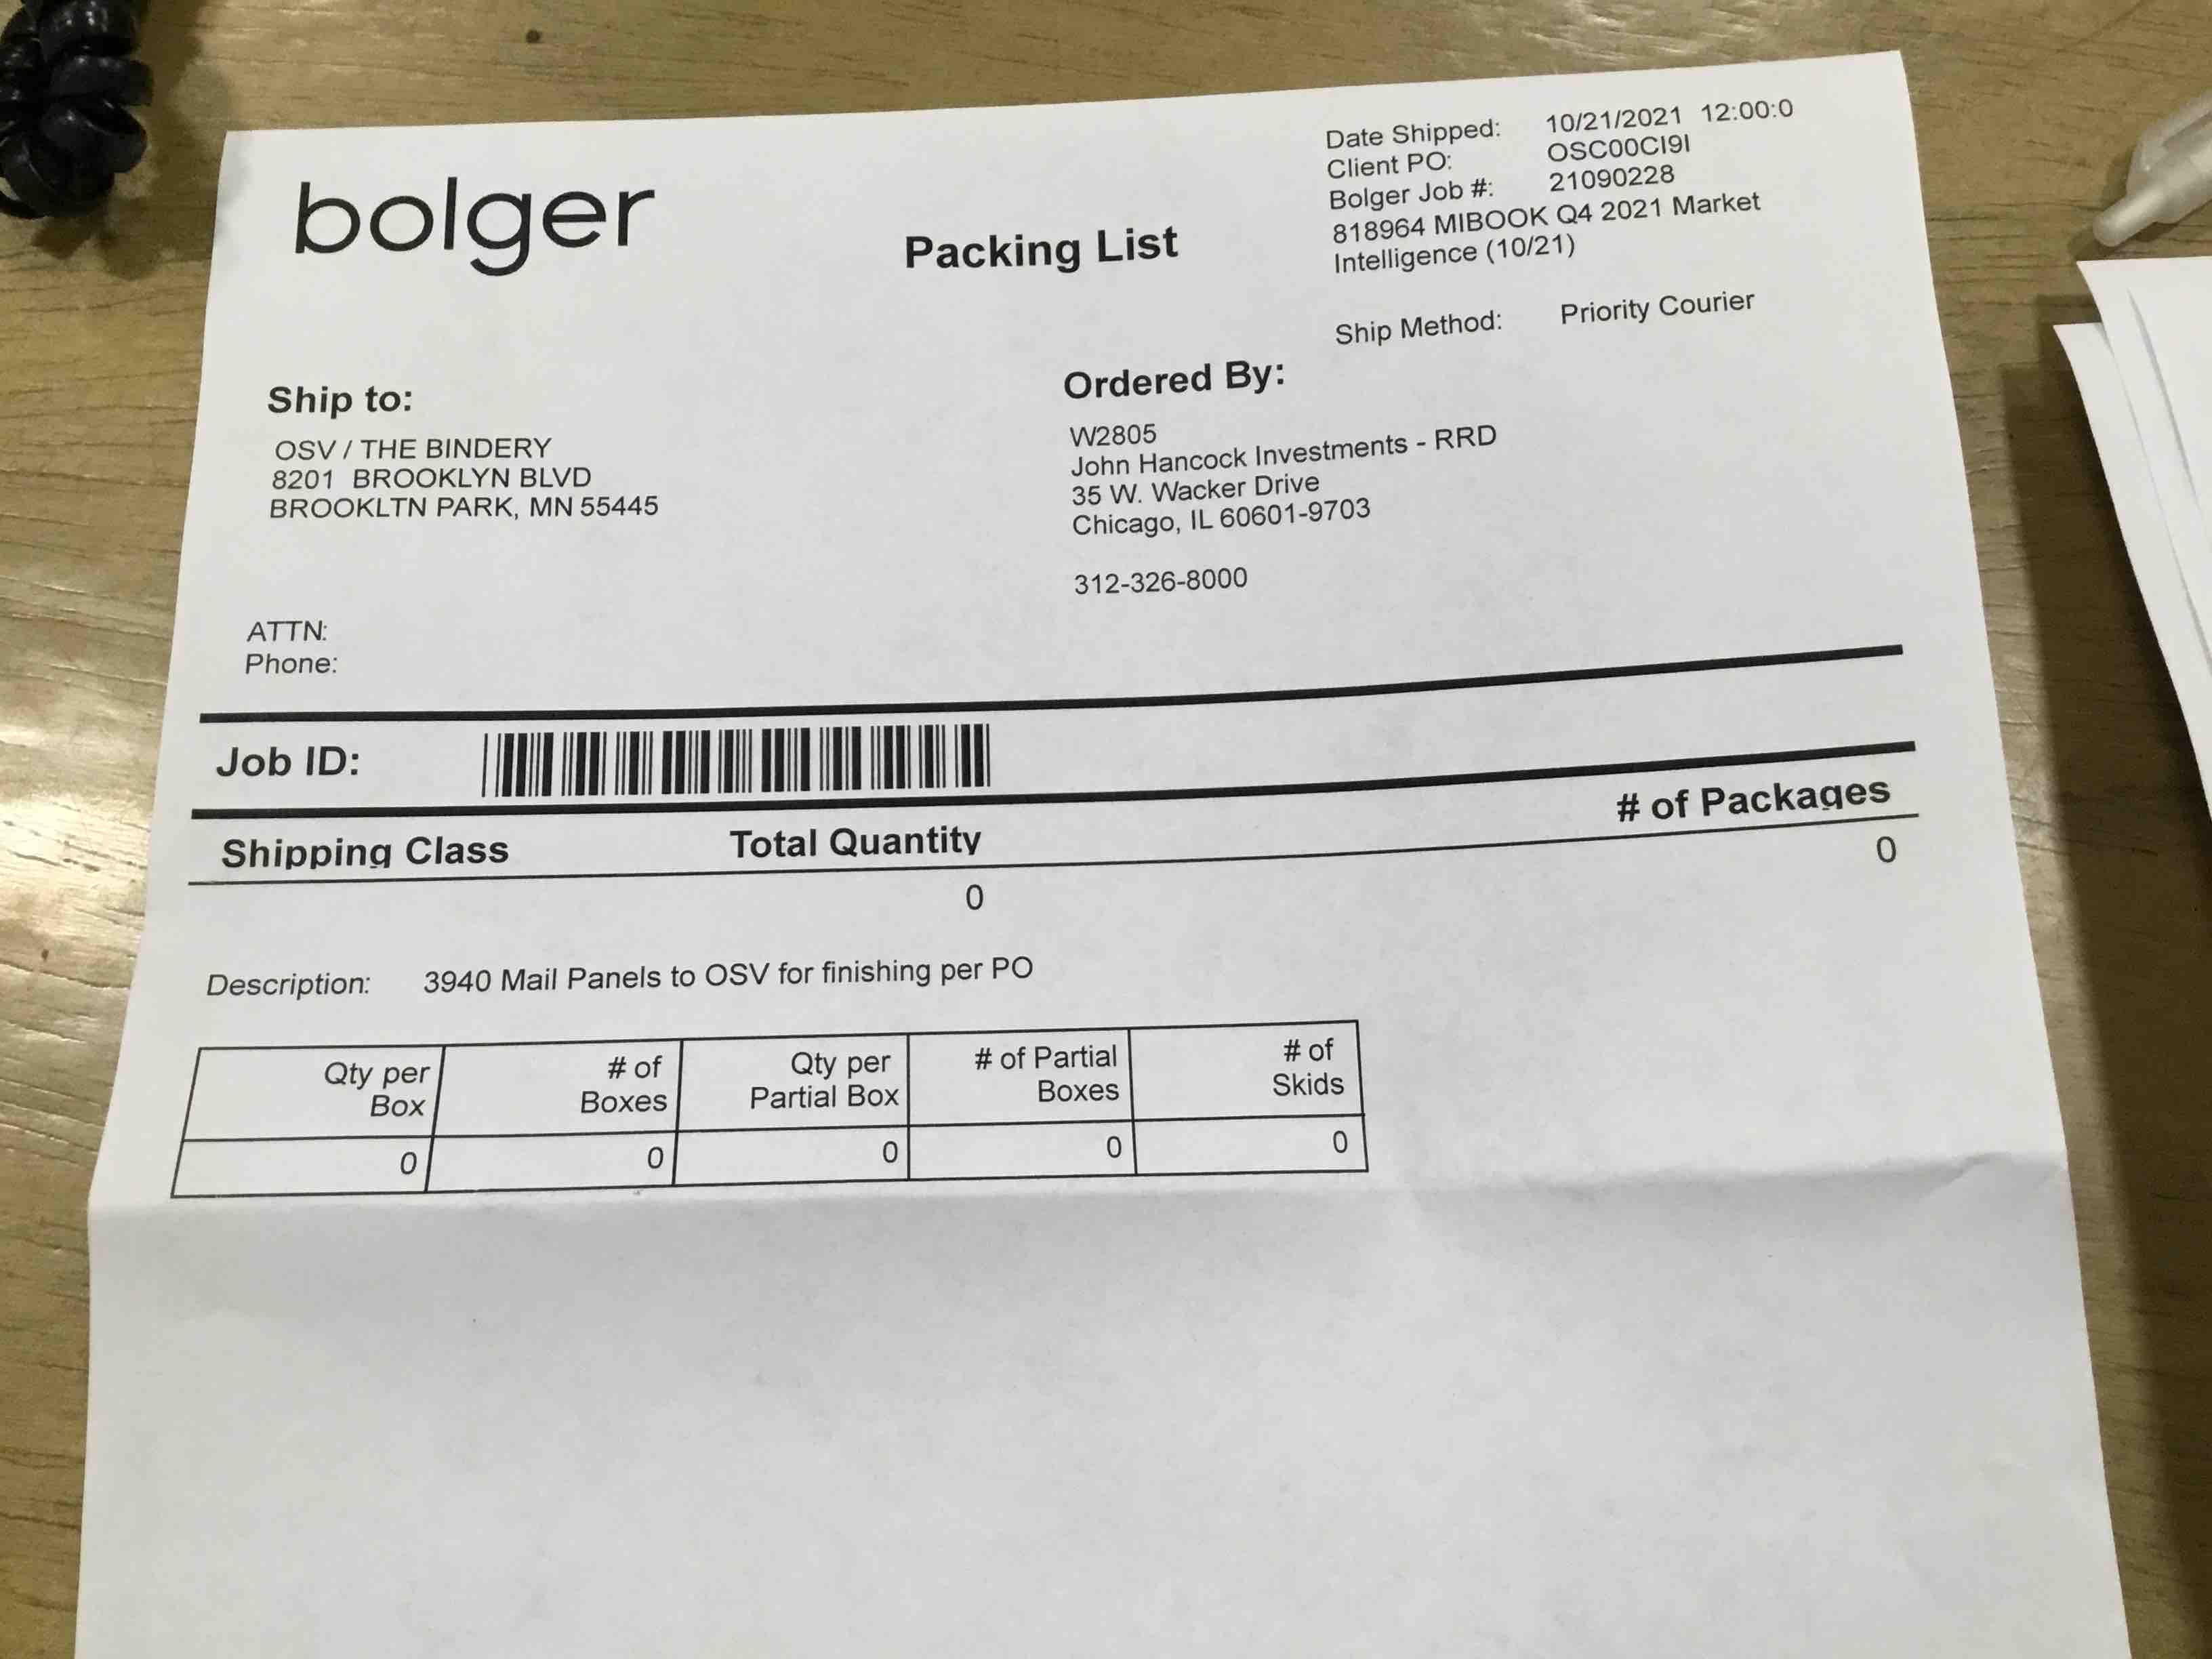 bolger
Packing List
Date Shipped: 10/21/2021 12:00:0
Client PO: OSC00CI9I
Bolger Job #: 21090228
818964 MIBOOK Q4 2021 Market
Intelligence (10/21)
Ship Method: Priority Courier
Ship to:
OSV / THE BINDERY
8201 BROOKLYN BLVD
BROOKLTN PARK, MN 55445
ATTN:
Phone:
Ordered By:
W2805
John Hancock Investments - RRD
35 W. Wacker Drive
Chicago, IL 60601-9703
312-326-8000
Job ID:
Shipping Class Total Quantity # of Packages
0 0
Description: 3940 Mail Panels to OSV for finishing per PO
Qty per Box # of Boxes Qty per Partial Box # of Partial Boxes # of Skids
0 0 0 0 0